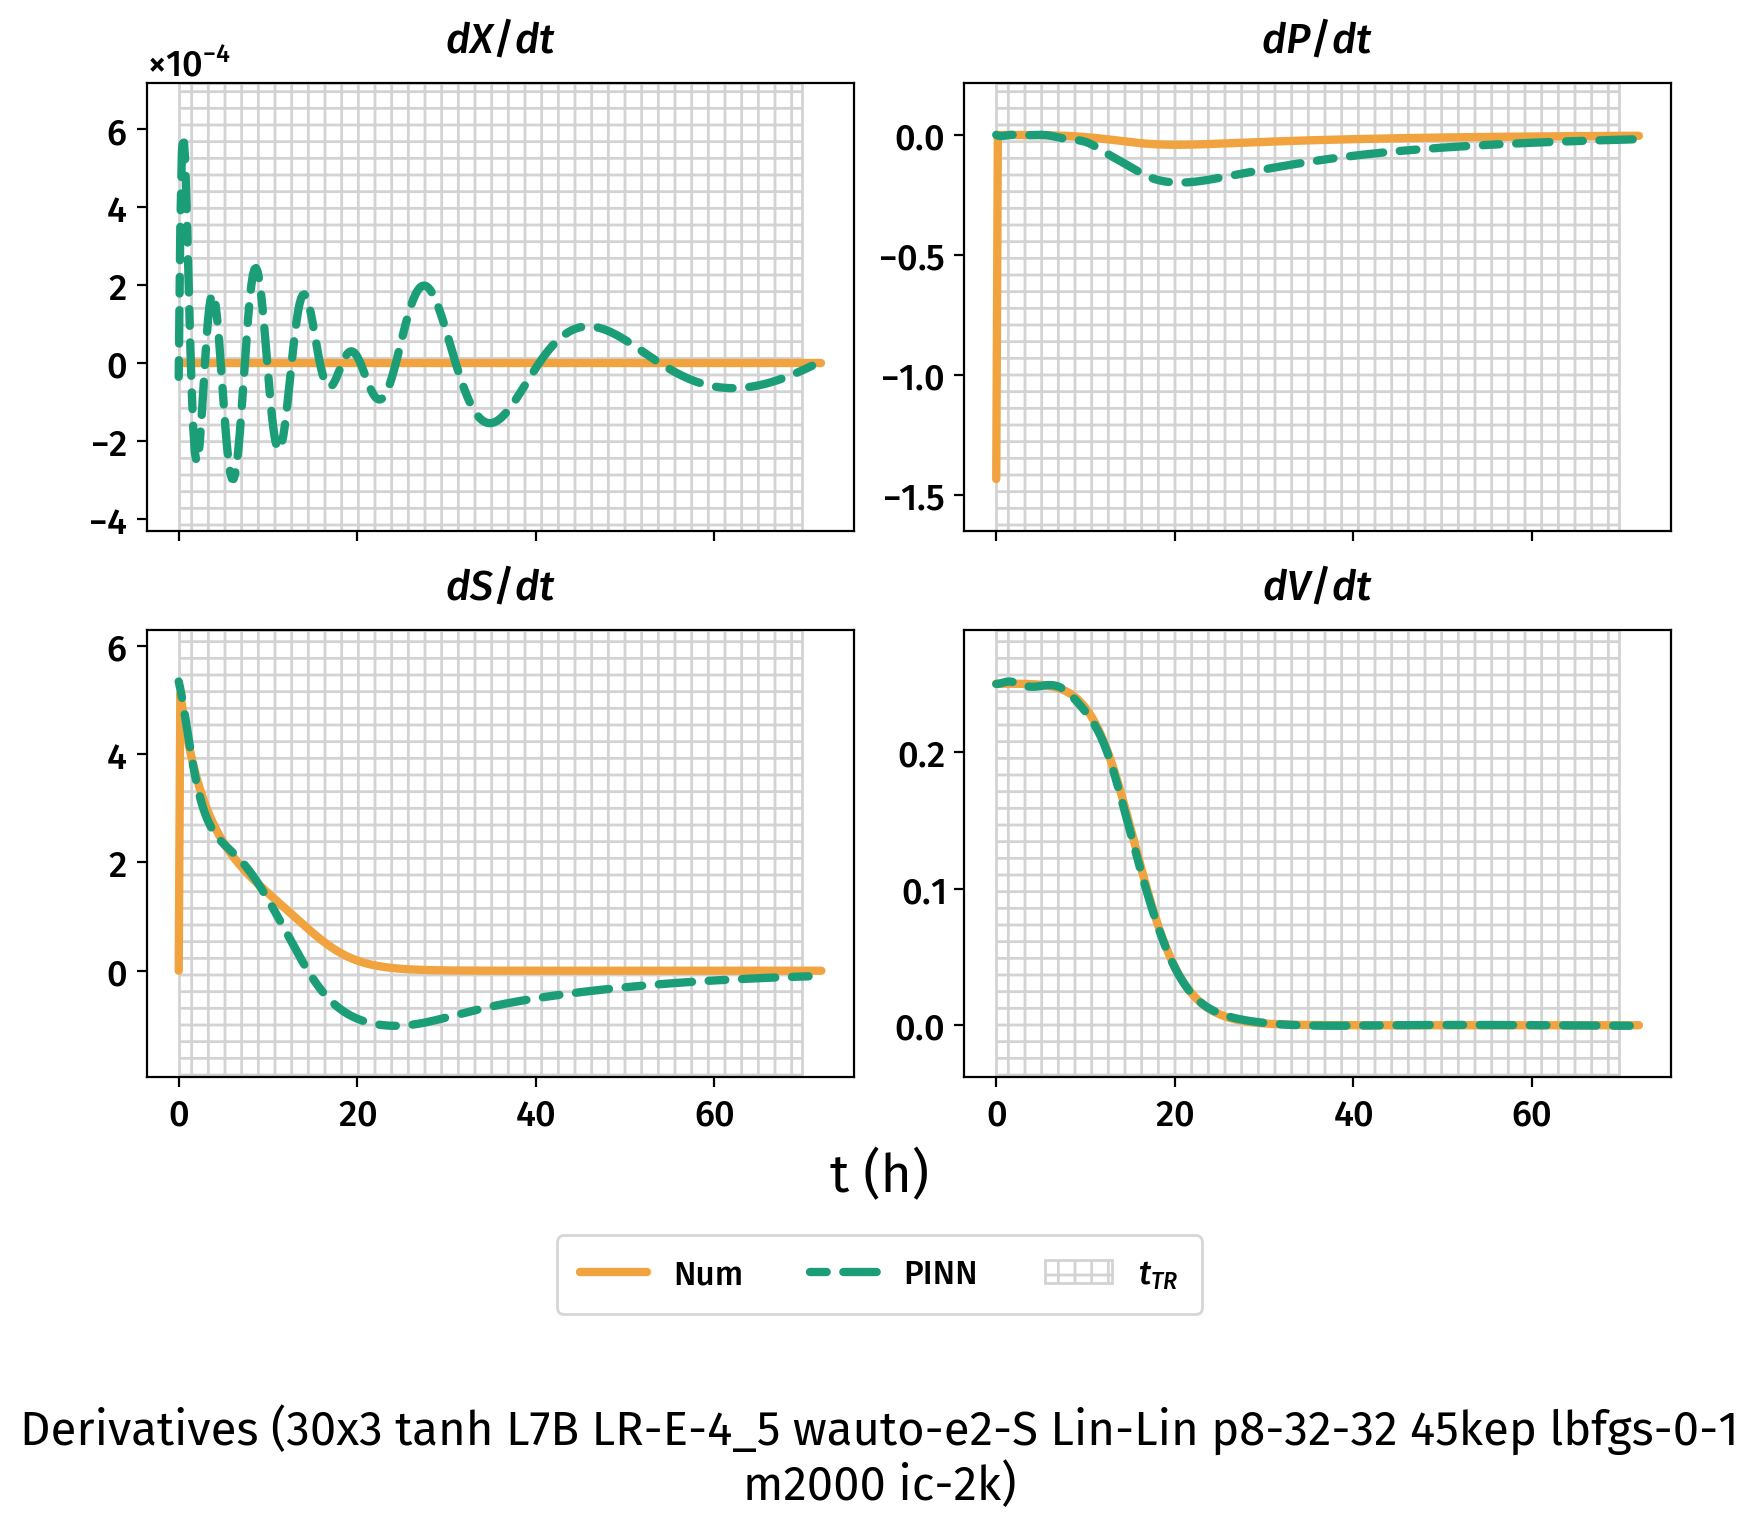 dX/dt
dP/dt
×10⁻⁴
6
4
2
0
−2
−4
0.0
−0.5
−1.0
−1.5
dS/dt
dV/dt
6
4
2
0
0.2
0.1
0.0
0 20 40 60
0 20 40 60
t (h)
Num PINN t_TR
Derivatives (30x3 tanh L7B LR-E-4_5 wauto-e2-S Lin-Lin p8-32-32 45kep lbfgs-0-1
m2000 ic-2k)